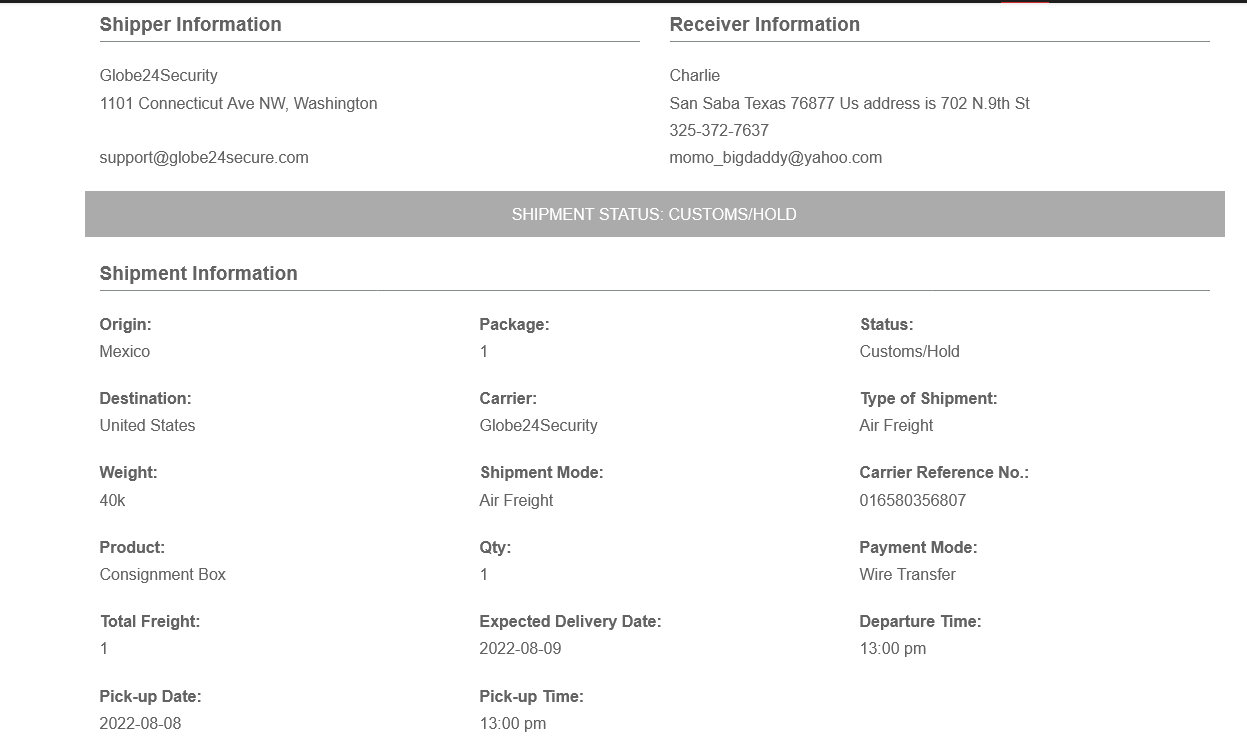 Shipper Information
Globe24Security
1101 Connecticut Ave NW, Washington
support@globe24secure.com
Receiver Information
Charlie
San Saba Texas 76877 Us address is 702 N.9th St
325-372-7637
momo_bigdaddy@yahoo.com
SHIPMENT STATUS: CUSTOMS/HOLD
Shipment Information
Origin:
Mexico
Package:
1
Status:
Customs/Hold
Destination:
United States
Carrier:
Globe24Security
Type of Shipment:
Air Freight
Weight:
40k
Shipment Mode:
Air Freight
Carrier Reference No.:
016580356807
Product:
Consignment Box
Qty:
1
Payment Mode:
Wire Transfer
Total Freight:
1
Expected Delivery Date:
2022-08-09
Departure Time:
13:00 pm
Pick-up Date:
2022-08-08
Pick-up Time:
13:00 pm